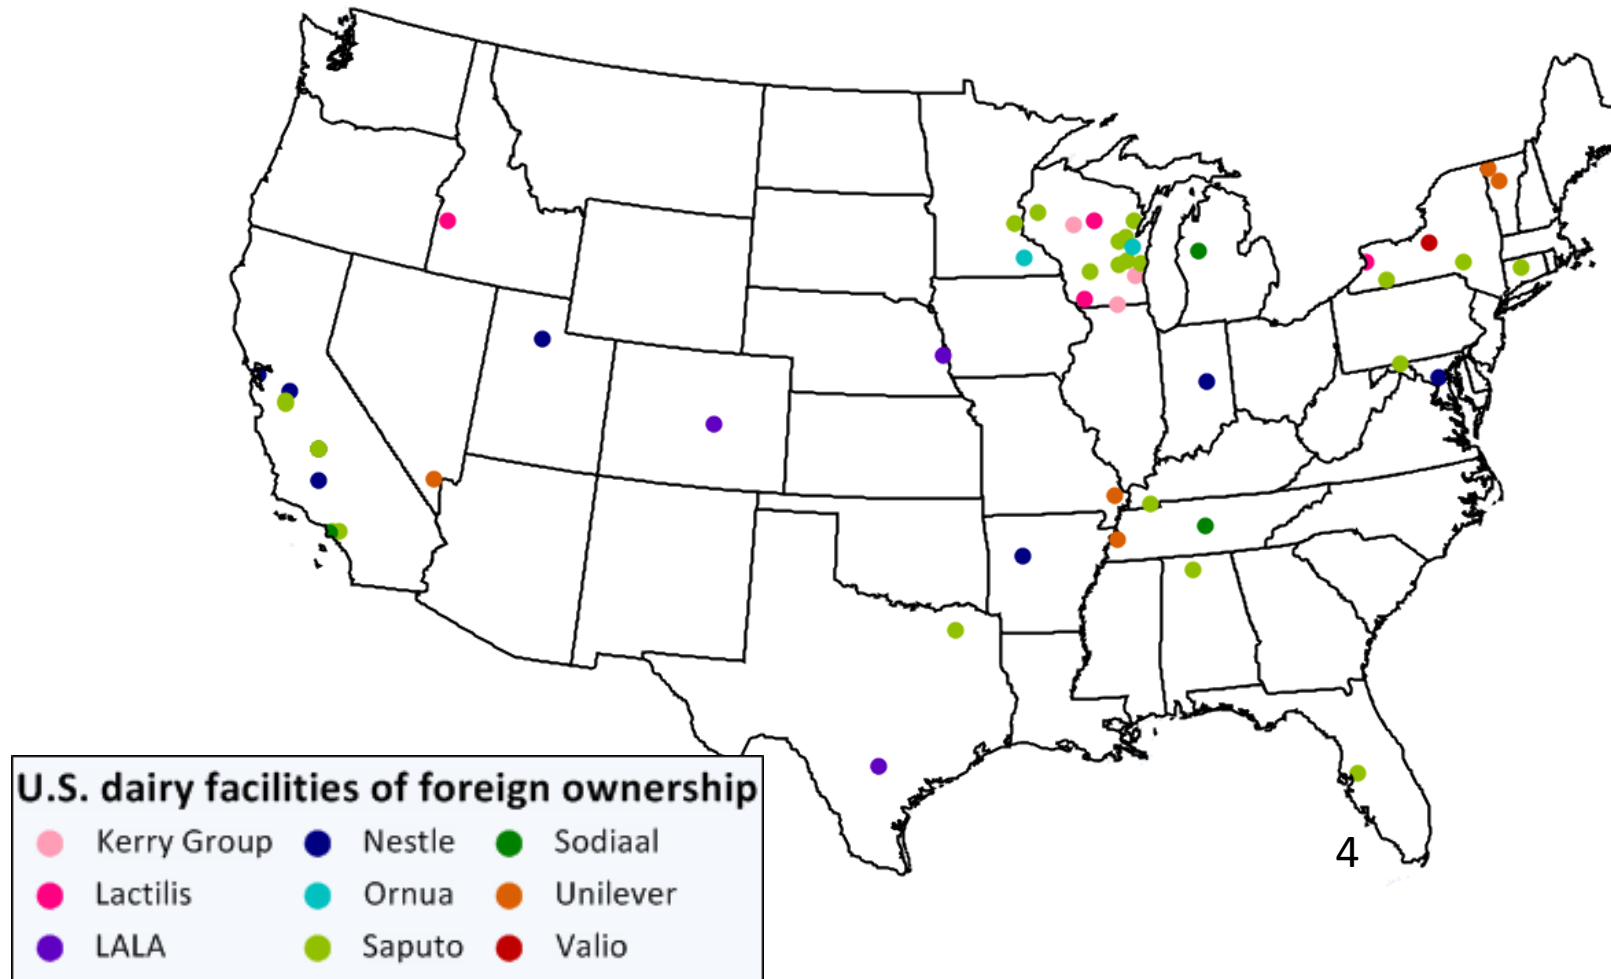 4
U.S. dairy facilities of foreign ownership
Kerry Group Nestle Sodiaal
Lactilis Ornua Unilever
LALA Saputo Valio